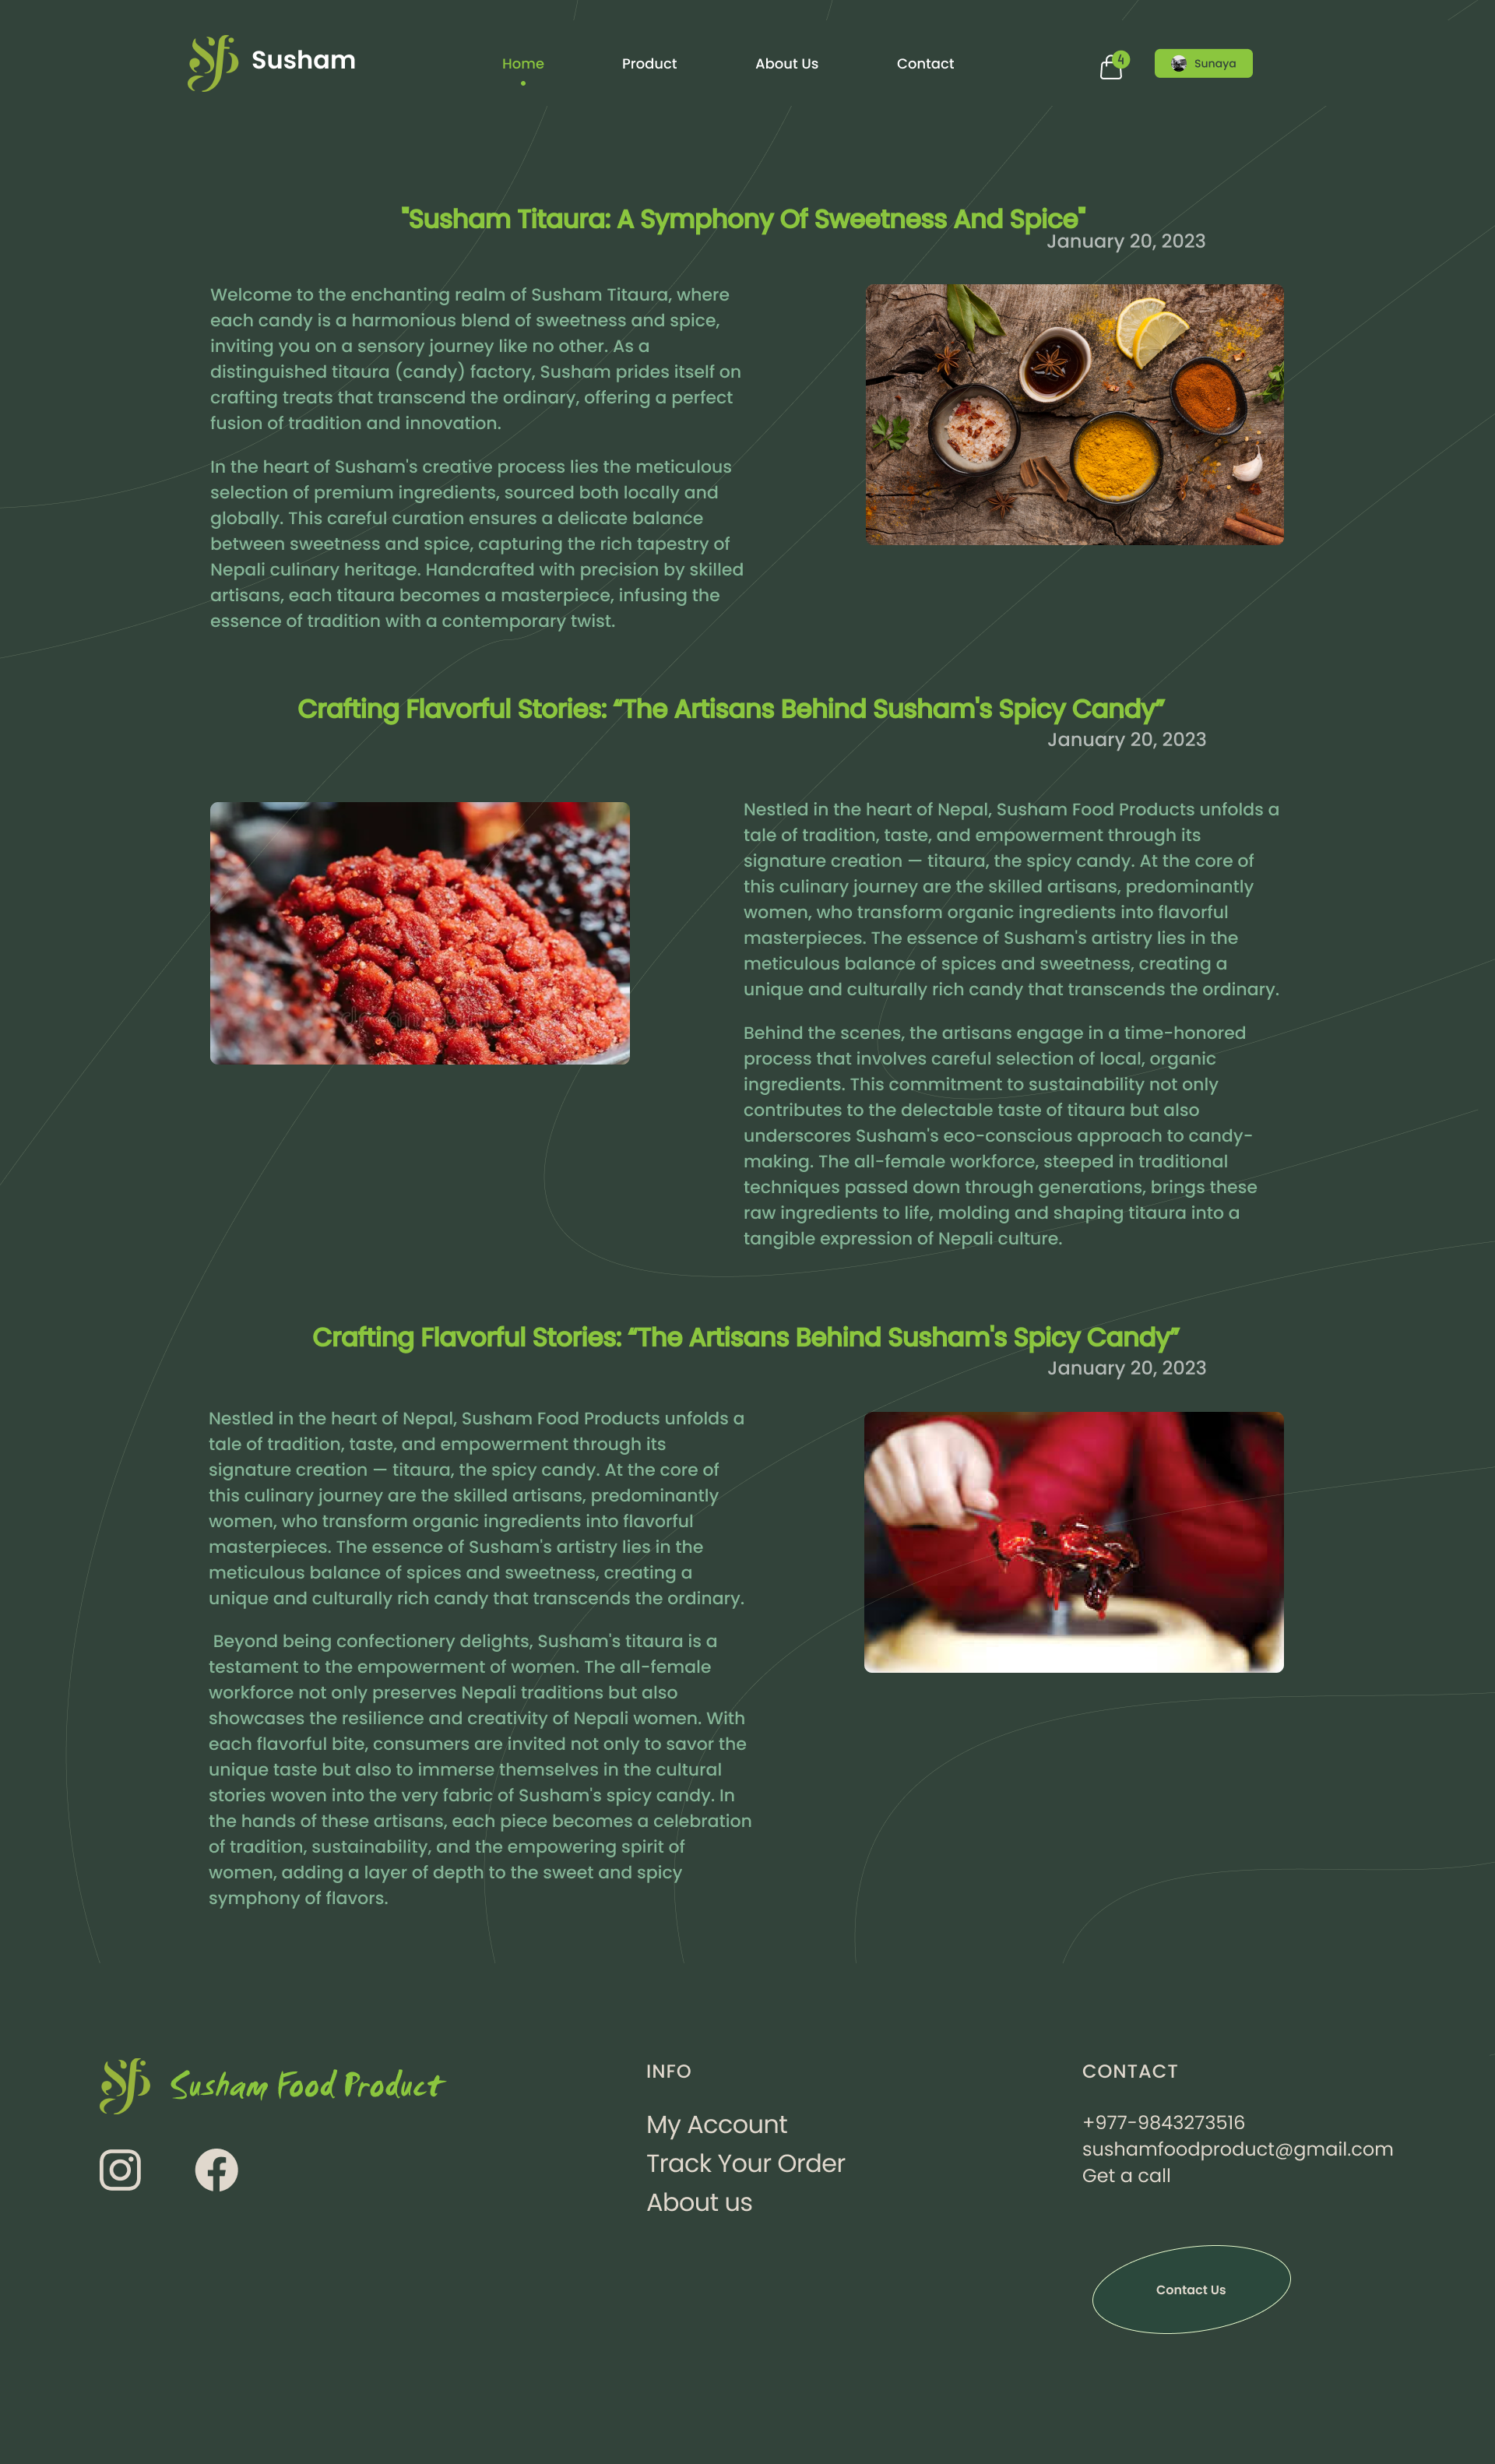 Susham
Home
Product
About Us
Contact
4
Sunaya
"Susham Titaura: A Symphony Of Sweetness And Spice"
January 20, 2023
Welcome to the enchanting realm of Susham Titaura, where
each candy is a harmonious blend of sweetness and spice,
inviting you on a sensory journey like no other. As a
distinguished titaura (candy) factory, Susham prides itself on
crafting treats that transcend the ordinary, offering a perfect
fusion of tradition and innovation.
In the heart of Susham's creative process lies the meticulous
selection of premium ingredients, sourced both locally and
globally. This careful curation ensures a delicate balance
between sweetness and spice, capturing the rich tapestry of
Nepali culinary heritage. Handcrafted with precision by skilled
artisans, each titaura becomes a masterpiece, infusing the
essence of tradition with a contemporary twist.
Crafting Flavorful Stories: “The Artisans Behind Susham's Spicy Candy”
January 20, 2023
Nestled in the heart of Nepal, Susham Food Products unfolds a
tale of tradition, taste, and empowerment through its
signature creation — titaura, the spicy candy. At the core of
this culinary journey are the skilled artisans, predominantly
women, who transform organic ingredients into flavorful
masterpieces. The essence of Susham's artistry lies in the
meticulous balance of spices and sweetness, creating a
unique and culturally rich candy that transcends the ordinary.
Behind the scenes, the artisans engage in a time-honored
process that involves careful selection of local, organic
ingredients. This commitment to sustainability not only
contributes to the delectable taste of titaura but also
underscores Susham's eco-conscious approach to candy-
making. The all-female workforce, steeped in traditional
techniques passed down through generations, brings these
raw ingredients to life, molding and shaping titaura into a
tangible expression of Nepali culture.
Crafting Flavorful Stories: “The Artisans Behind Susham's Spicy Candy”
January 20, 2023
Nestled in the heart of Nepal, Susham Food Products unfolds a
tale of tradition, taste, and empowerment through its
signature creation — titaura, the spicy candy. At the core of
this culinary journey are the skilled artisans, predominantly
women, who transform organic ingredients into flavorful
masterpieces. The essence of Susham's artistry lies in the
meticulous balance of spices and sweetness, creating a
unique and culturally rich candy that transcends the ordinary.
Beyond being confectionery delights, Susham's titaura is a
testament to the empowerment of women. The all-female
workforce not only preserves Nepali traditions but also
showcases the resilience and creativity of Nepali women. With
each flavorful bite, consumers are invited not only to savor the
unique taste but also to immerse themselves in the cultural
stories woven into the very fabric of Susham's spicy candy. In
the hands of these artisans, each piece becomes a celebration
of tradition, sustainability, and the empowering spirit of
women, adding a layer of depth to the sweet and spicy
symphony of flavors.
Susham Food Product
INFO
My Account
Track Your Order
About us
CONTACT
+977-9843273516
sushamfoodproduct@gmail.com
Get a call
Contact Us